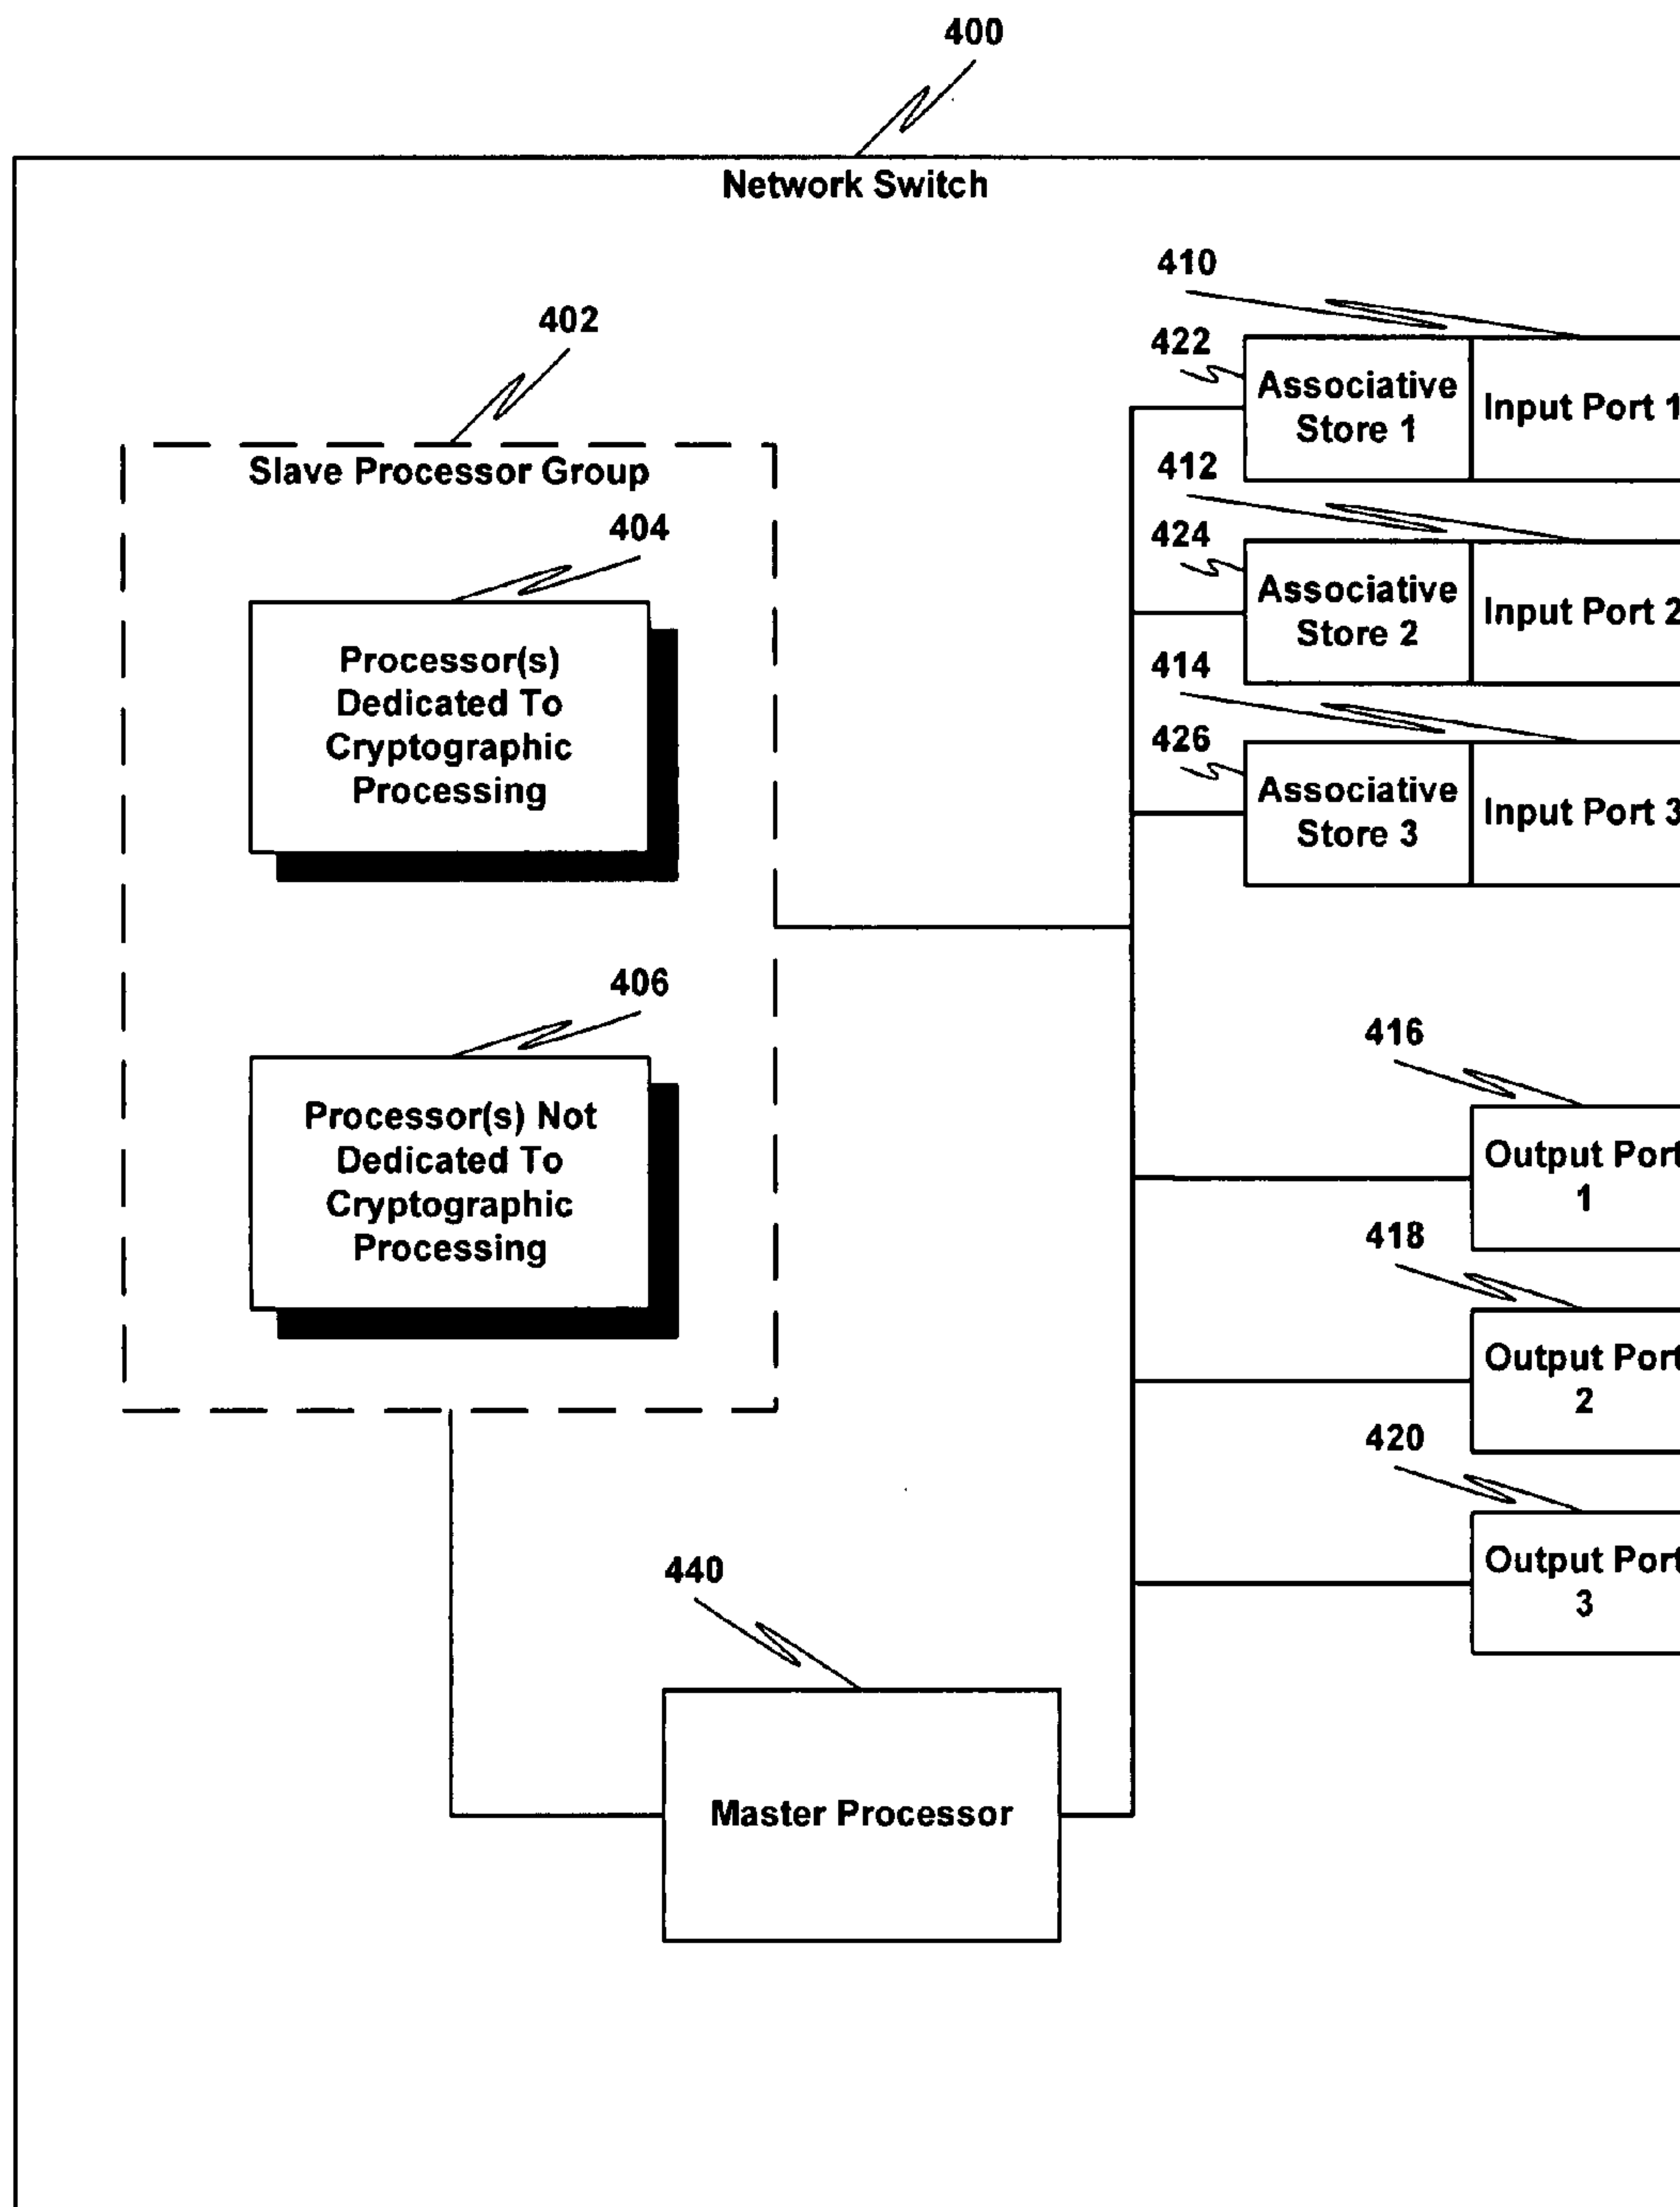 400
Network Switch
402
Slave Processor Group
404
Processor(s)
Dedicated To
Cryptographic
Processing
406
Processor(s) Not
Dedicated To
Cryptographic
Processing
410
422
Associative
Store 1
Input Port 1
412
424
Associative
Store 2
Input Port 2
414
426
Associative
Store 3
Input Port 3
416
Output Port
1
418
Output Port
2
420
Output Port
3
440
Master Processor